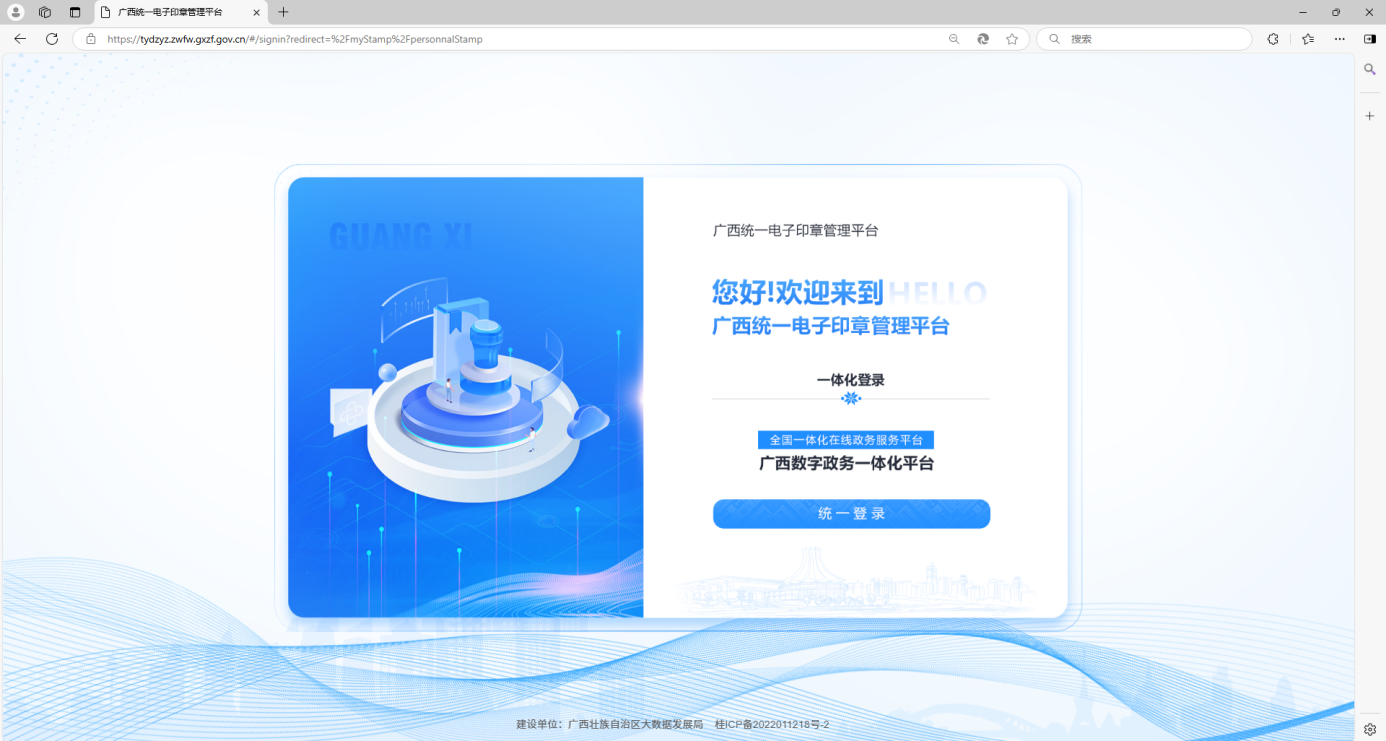 广西统一电子印章管理平台
https://tydzyz.zwfw.gxzf.gov.cn/#/signin?redirect=%2FmyStamp%2FpersonnalStamp
搜索
GUANG XI
广西统一电子印章管理平台
您好!欢迎来到HELLO
广西统一电子印章管理平台
一体化登录
全国一体化在线政务服务平台
广西数字政务一体化平台
统一登录
建设单位：广西壮族自治区大数据发展局 桂ICP备2022011218号-2